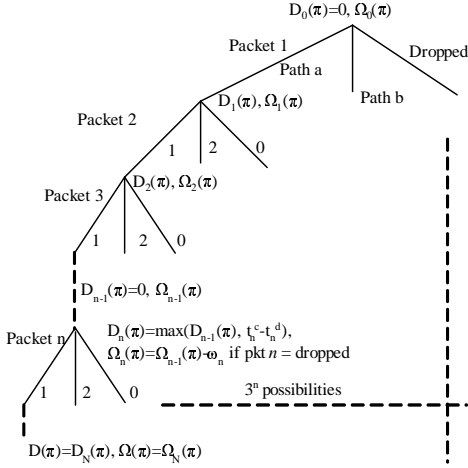 D₀(π)=0, Ω₀(π)
Packet 1
Dropped
Path a
Path b
D₁(π), Ω₁(π)
Packet 2
1 2 0
D₂(π), Ω₂(π)
Packet 3
1 2 0
Dₙ₋₁(π)=0, Ωₙ₋₁(π)
Packet n
Dₙ(π)=max(Dₙ₋₁(π), tₙᶜ-tₙᵈ),
Ωₙ(π)=Ωₙ₋₁(π)-ωₙ if pkt n = dropped
1 2 0
3ⁿ possibilities
D(π)=D_N(π), Ω(π)=Ω_N(π)